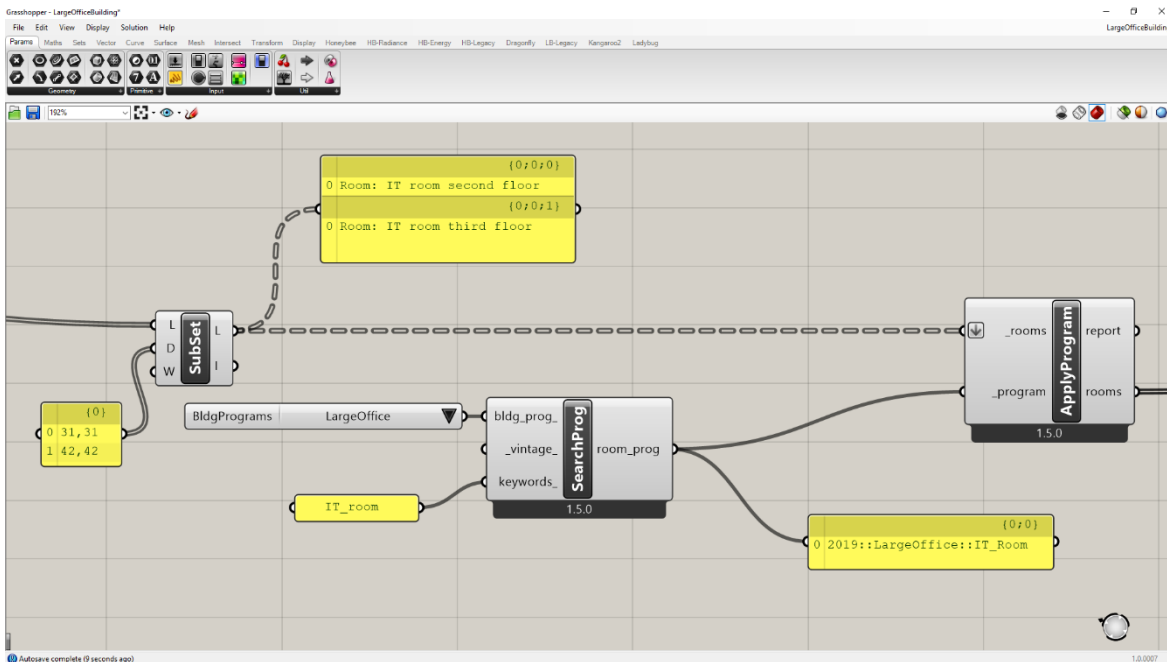 Grasshopper - LargeOfficeBuilding*
File Edit View Display Solution Help
LargeOfficeBuildin
Params Maths Sets Vector Curve Surface Mesh Intersect Transform Display Honeybee HB-Radiance HB-Energy HB-Legacy Dragonfly LB-Legacy Kangaroo2 Ladybug
Geometry Primitive Input Util
192%
{0;0;0}
0 Room: IT room second floor
{0;0;1}
0 Room: IT room third floor
L
D
W
SubSet
L
I
_rooms
_program
ApplyProgram
report
rooms
1.5.0
{0}
0 31,31
1 42,42
BldgPrograms LargeOffice
bldg_prog_
_vintage_
keywords_
SearchProg
room_prog
1.5.0
IT_room
{0;0}
0 2019::LargeOffice::IT_Room
Autosave complete (9 seconds ago)
1.0.0007